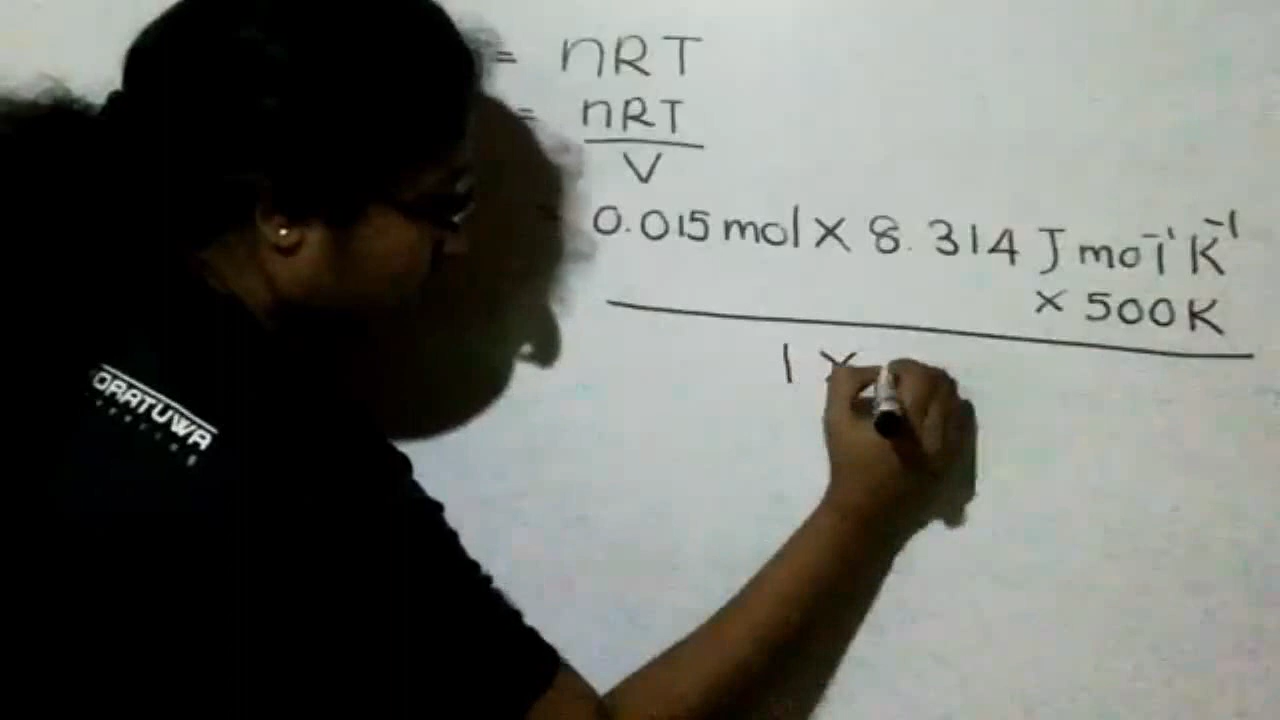 = nRT
= nRT
V
= 0.015 mol × 8.314 J mol⁻¹ K⁻¹
× 500 K
1 ×
ORATUWA